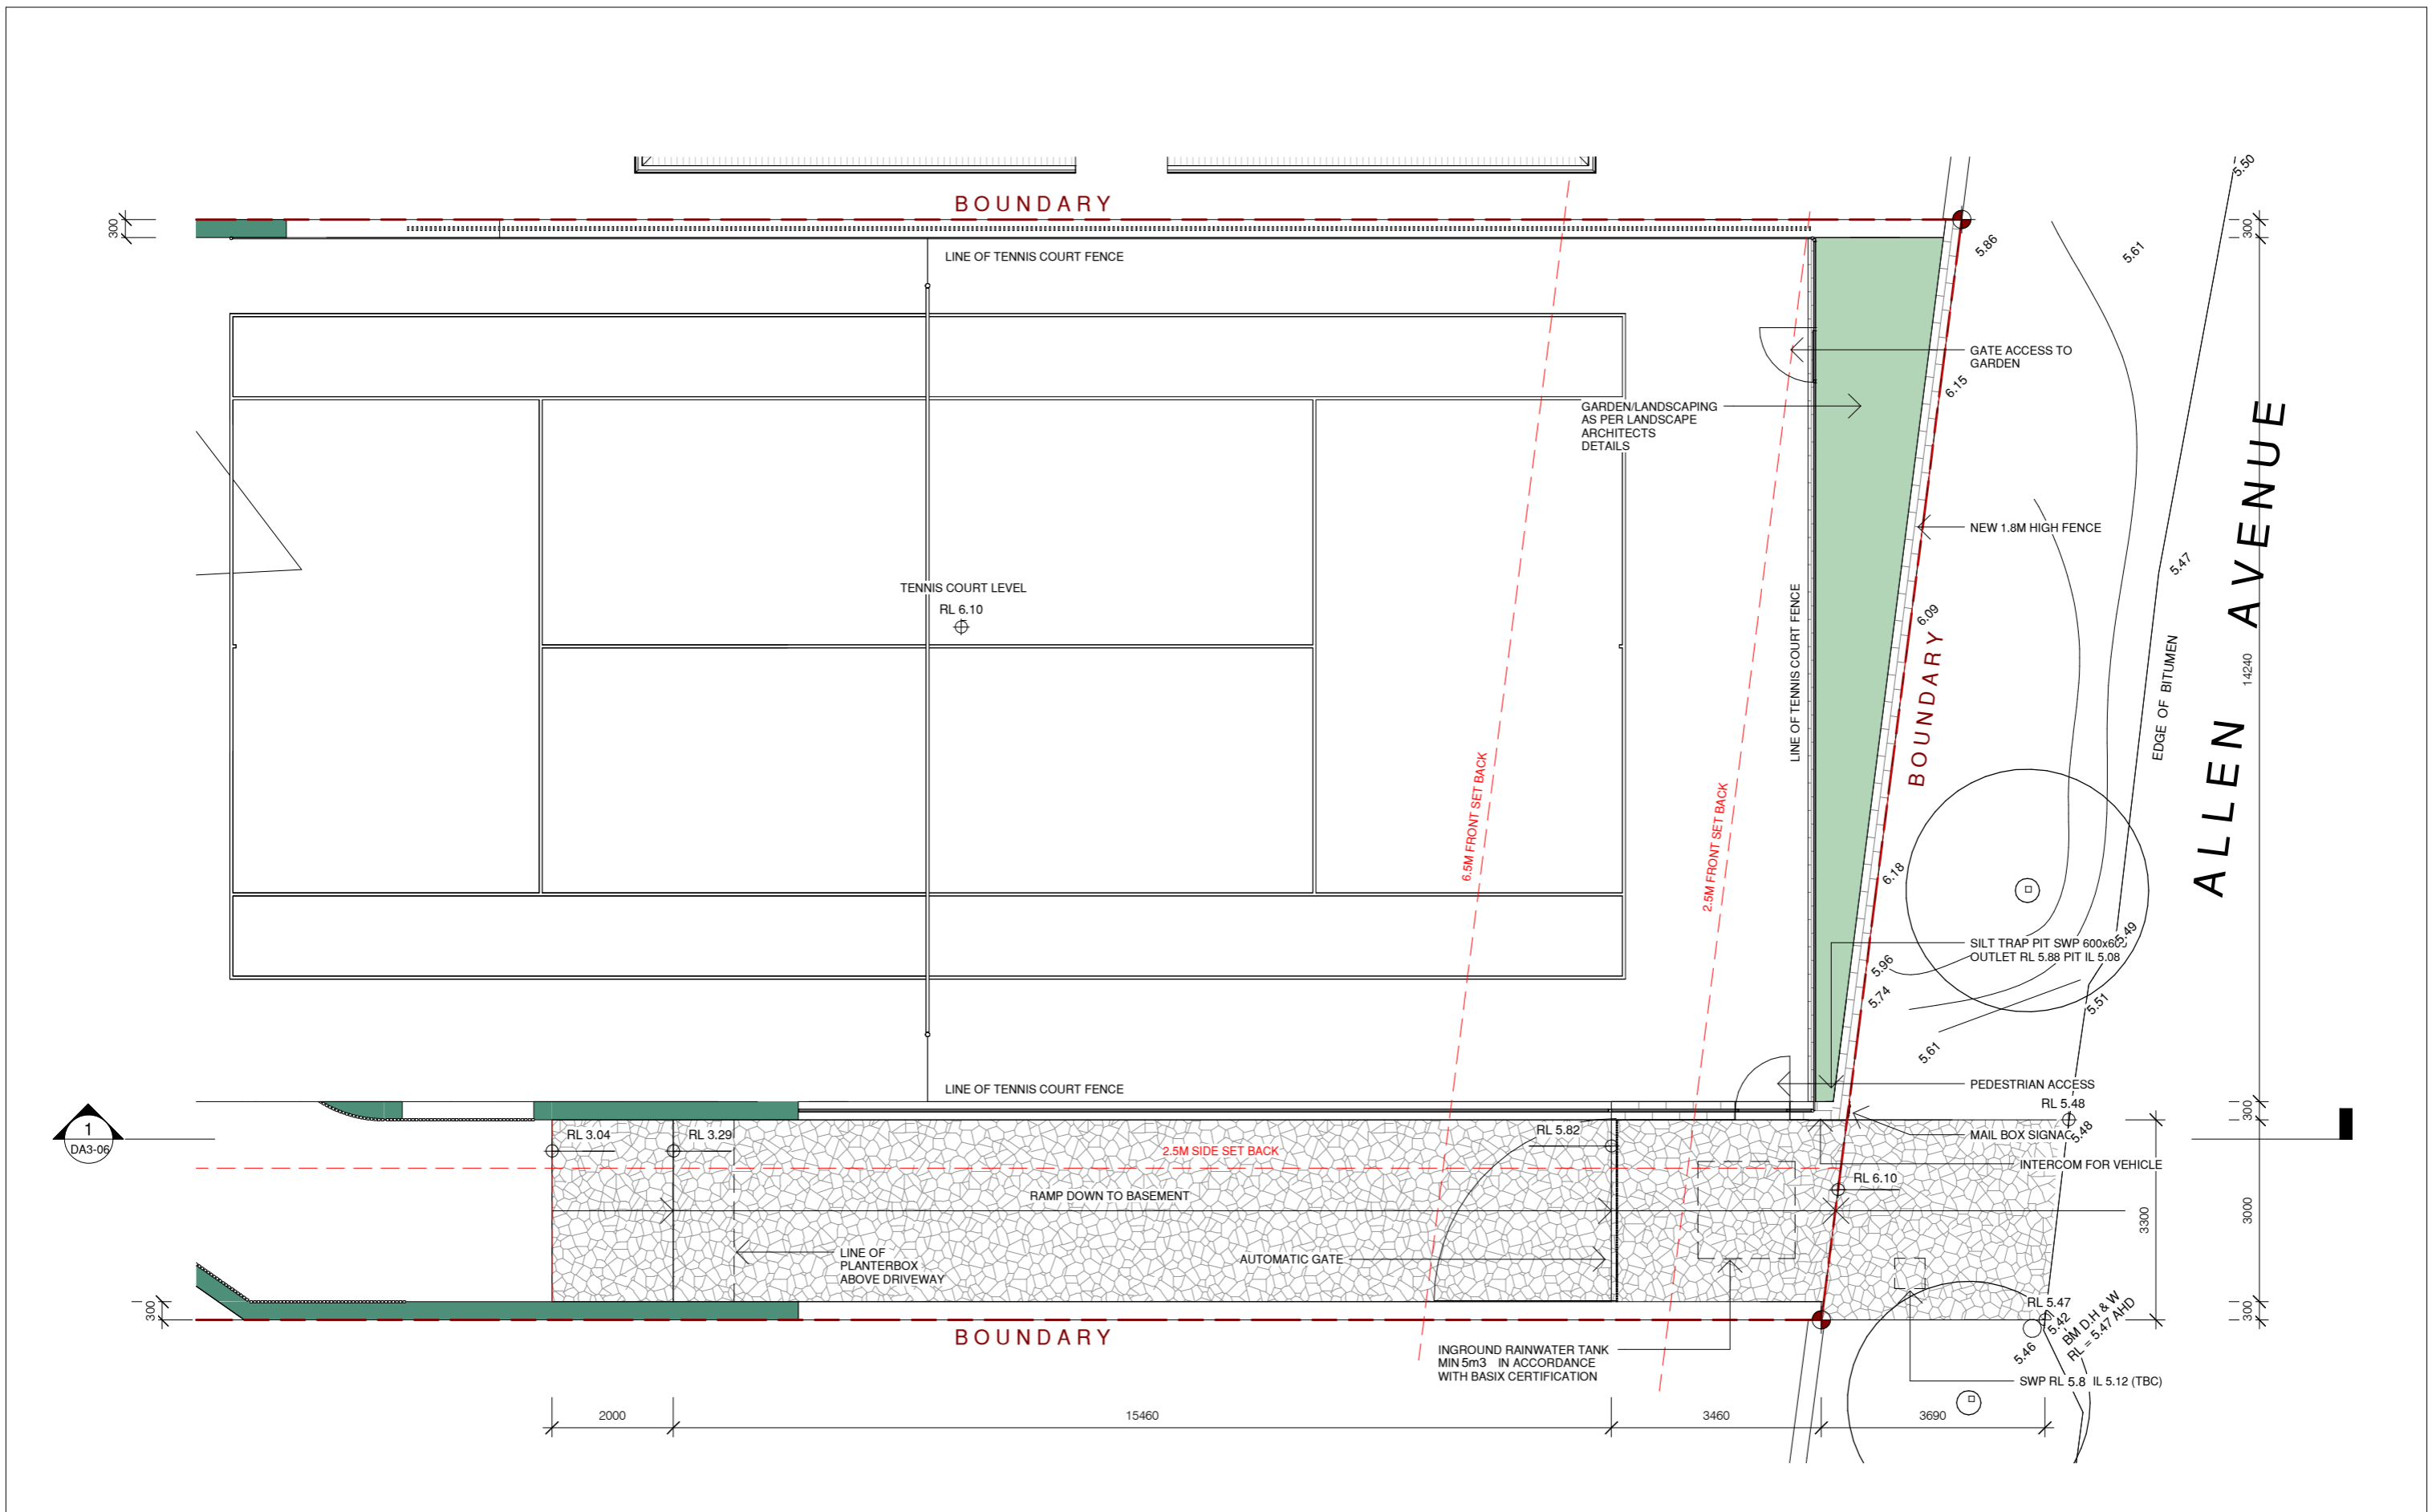 BOUNDARY
5.50
300
300
LINE OF TENNIS COURT FENCE
5.86
5.61
GATE ACCESS TO
GARDEN
6.15
GARDEN/LANDSCAPING
AS PER LANDSCAPE
ARCHITECTS
DETAILS
ALLEN AVENUE
NEW 1.8M HIGH FENCE
5.47
TENNIS COURT LEVEL
RL 6.10
LINE OF TENNIS COURT FENCE
6.09
BOUNDARY
EDGE OF BITUMEN
14240
6.5M FRONT SET BACK
2.5M FRONT SET BACK
6.18
5.49
SILT TRAP PIT SWP 600x60
OUTLET RL 5.88 PIT IL 5.08
5.96
5.74
5.51
5.61
LINE OF TENNIS COURT FENCE
PEDESTRIAN ACCESS
RL 5.48
300
1
DA3-06
RL 3.04
RL 3.29
RL 5.82
MAIL BOX SIGNAG
5.48
2.5M SIDE SET BACK
INTERCOM FOR VEHICLE
RL 6.10
RAMP DOWN TO BASEMENT
3300
3000
LINE OF
PLANTERBOX
ABOVE DRIVEWAY
AUTOMATIC GATE
300
RL 5.47
5.42
BM D.H & W
RL = 5.47 AHD
300
BOUNDARY
5.46
INGROUND RAINWATER TANK
MIN 5m3 IN ACCORDANCE
WITH BASIX CERTIFICATION
SWP RL 5.8 IL 5.12 (TBC)
2000
15460
3460
3690